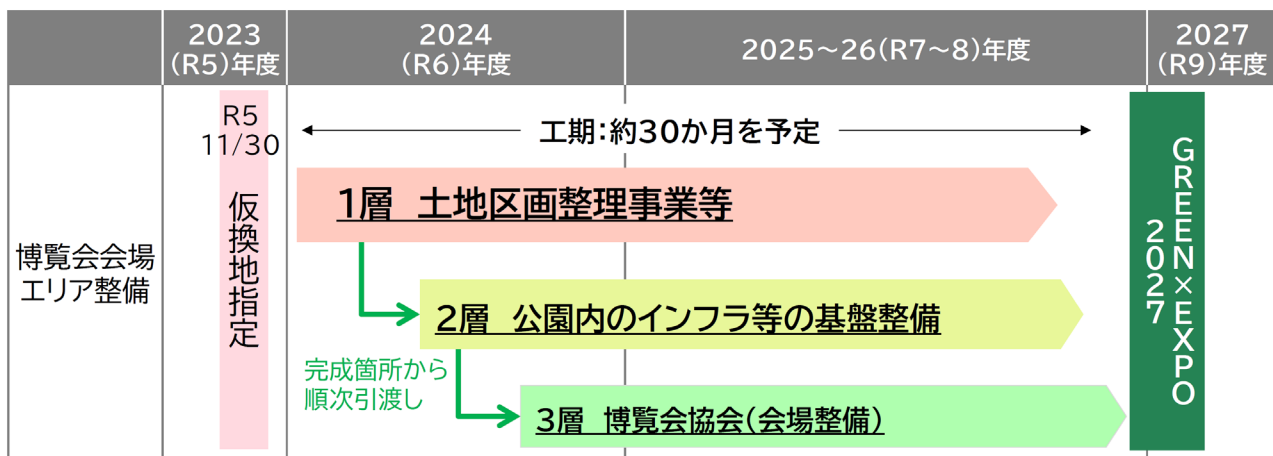 2023
(R5)年度
2024
(R6)年度
2025～26(R7～8)年度
2027
(R9)年度
博覧会会場
エリア整備
R5
11/30
仮換地指定
工期：約30か月を予定
1層　土地区画整理事業等
2層　公園内のインフラ等の基盤整備
完成箇所から
順次引渡し
3層　博覧会協会（会場整備）
GREEN×EXPO
2027